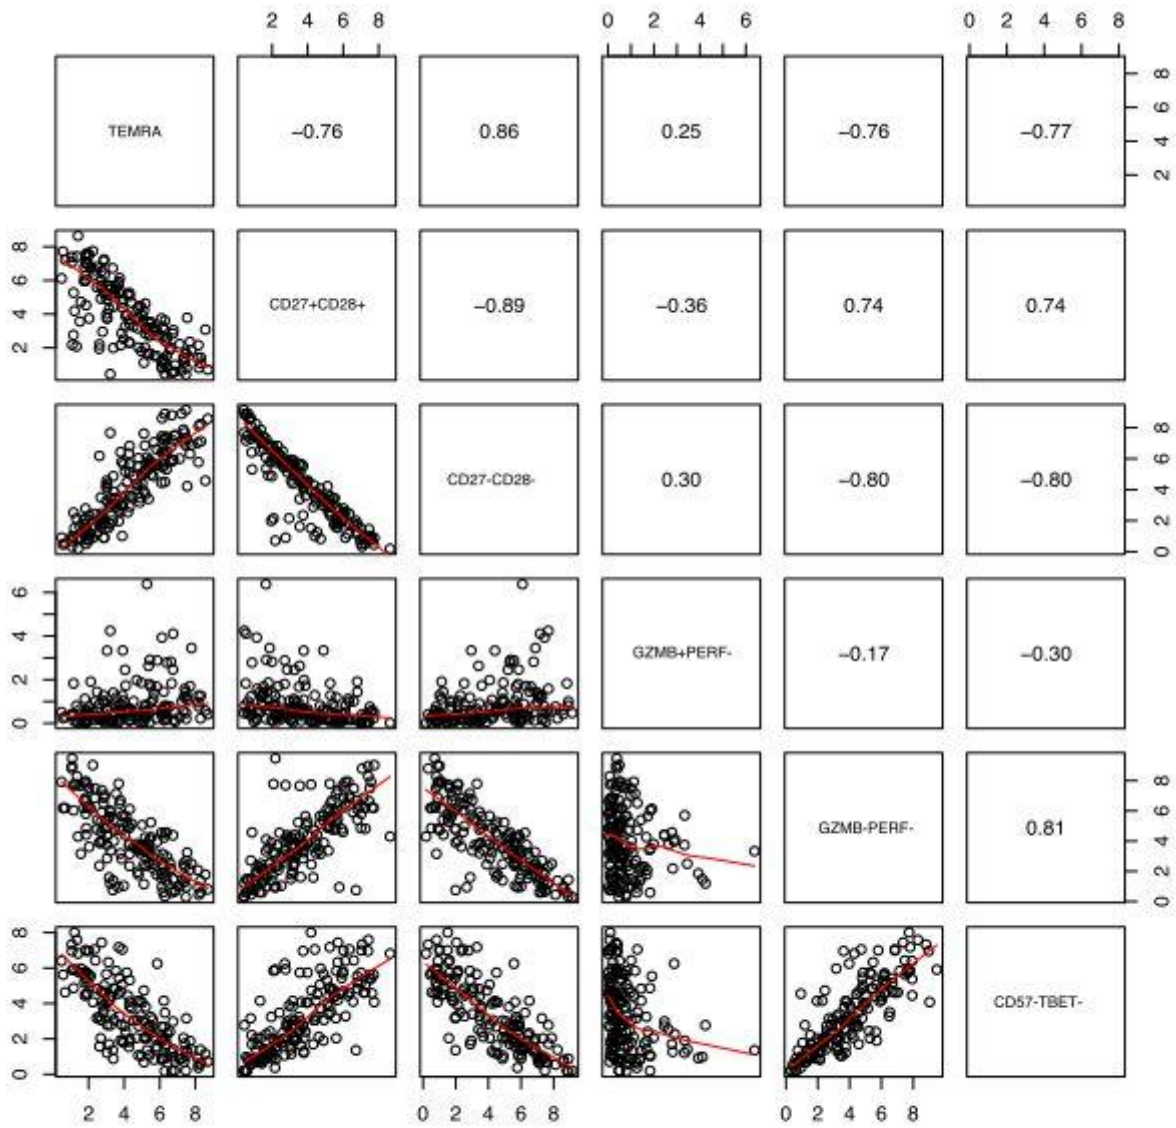 2 4 6 8 0 2 4 6 0 2 4 6 8
TEMRA −0.76 0.86 0.25 −0.76 −0.77 2 4 6 8
2 4 6 8 CD27+CD28+ −0.89 −0.36 0.74 0.74
CD27-CD28- 0.30 −0.80 −0.80 0 2 4 6 8
0 2 4 6 GZMB+PERF- −0.17 −0.30
GZMB-PERF- 0.81 0 2 4 6 8
0 2 4 6 8 CD57-TBET-
2 4 6 8 0 2 4 6 8 0 2 4 6 8